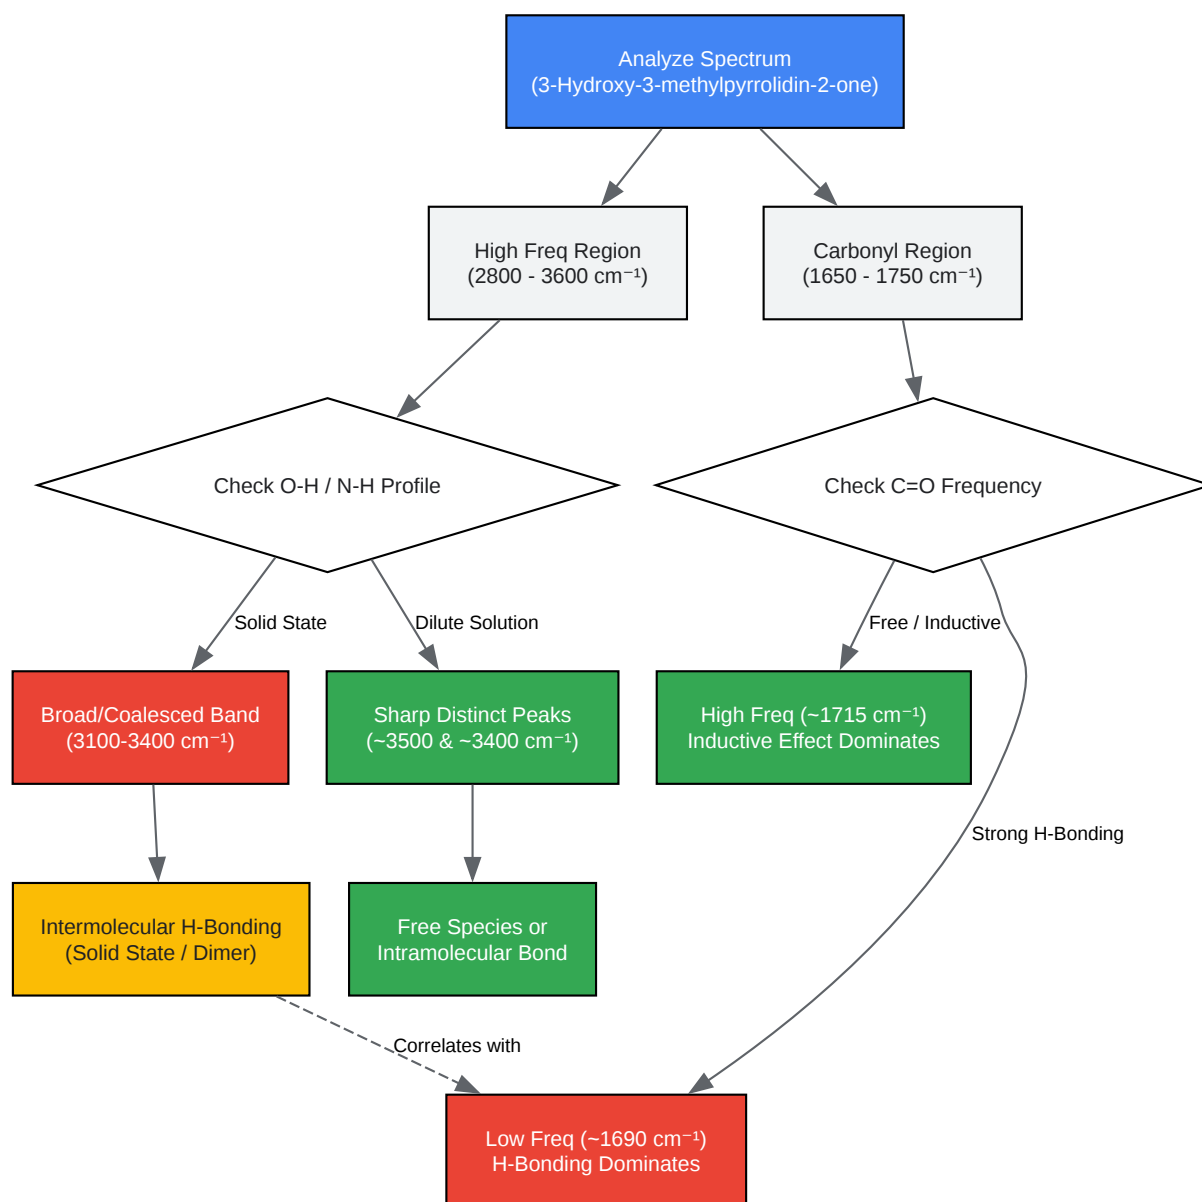 Analyze Spectrum
(3-Hydroxy-3-methylpyrrolidin-2-one)
High Freq Region
(2800 - 3600 cm⁻¹)
Carbonyl Region
(1650 - 1750 cm⁻¹)
Check O-H / N-H Profile
Check C=O Frequency
Solid State
Dilute Solution
Free / Inductive
Broad/Coalesced Band
(3100-3400 cm⁻¹)
Sharp Distinct Peaks
(~3500 & ~3400 cm⁻¹)
High Freq (~1715 cm⁻¹)
Inductive Effect Dominates
Strong H-Bonding
Intermolecular H-Bonding
(Solid State / Dimer)
Free Species or
Intramolecular Bond
Correlates with
Low Freq (~1690 cm⁻¹)
H-Bonding Dominates